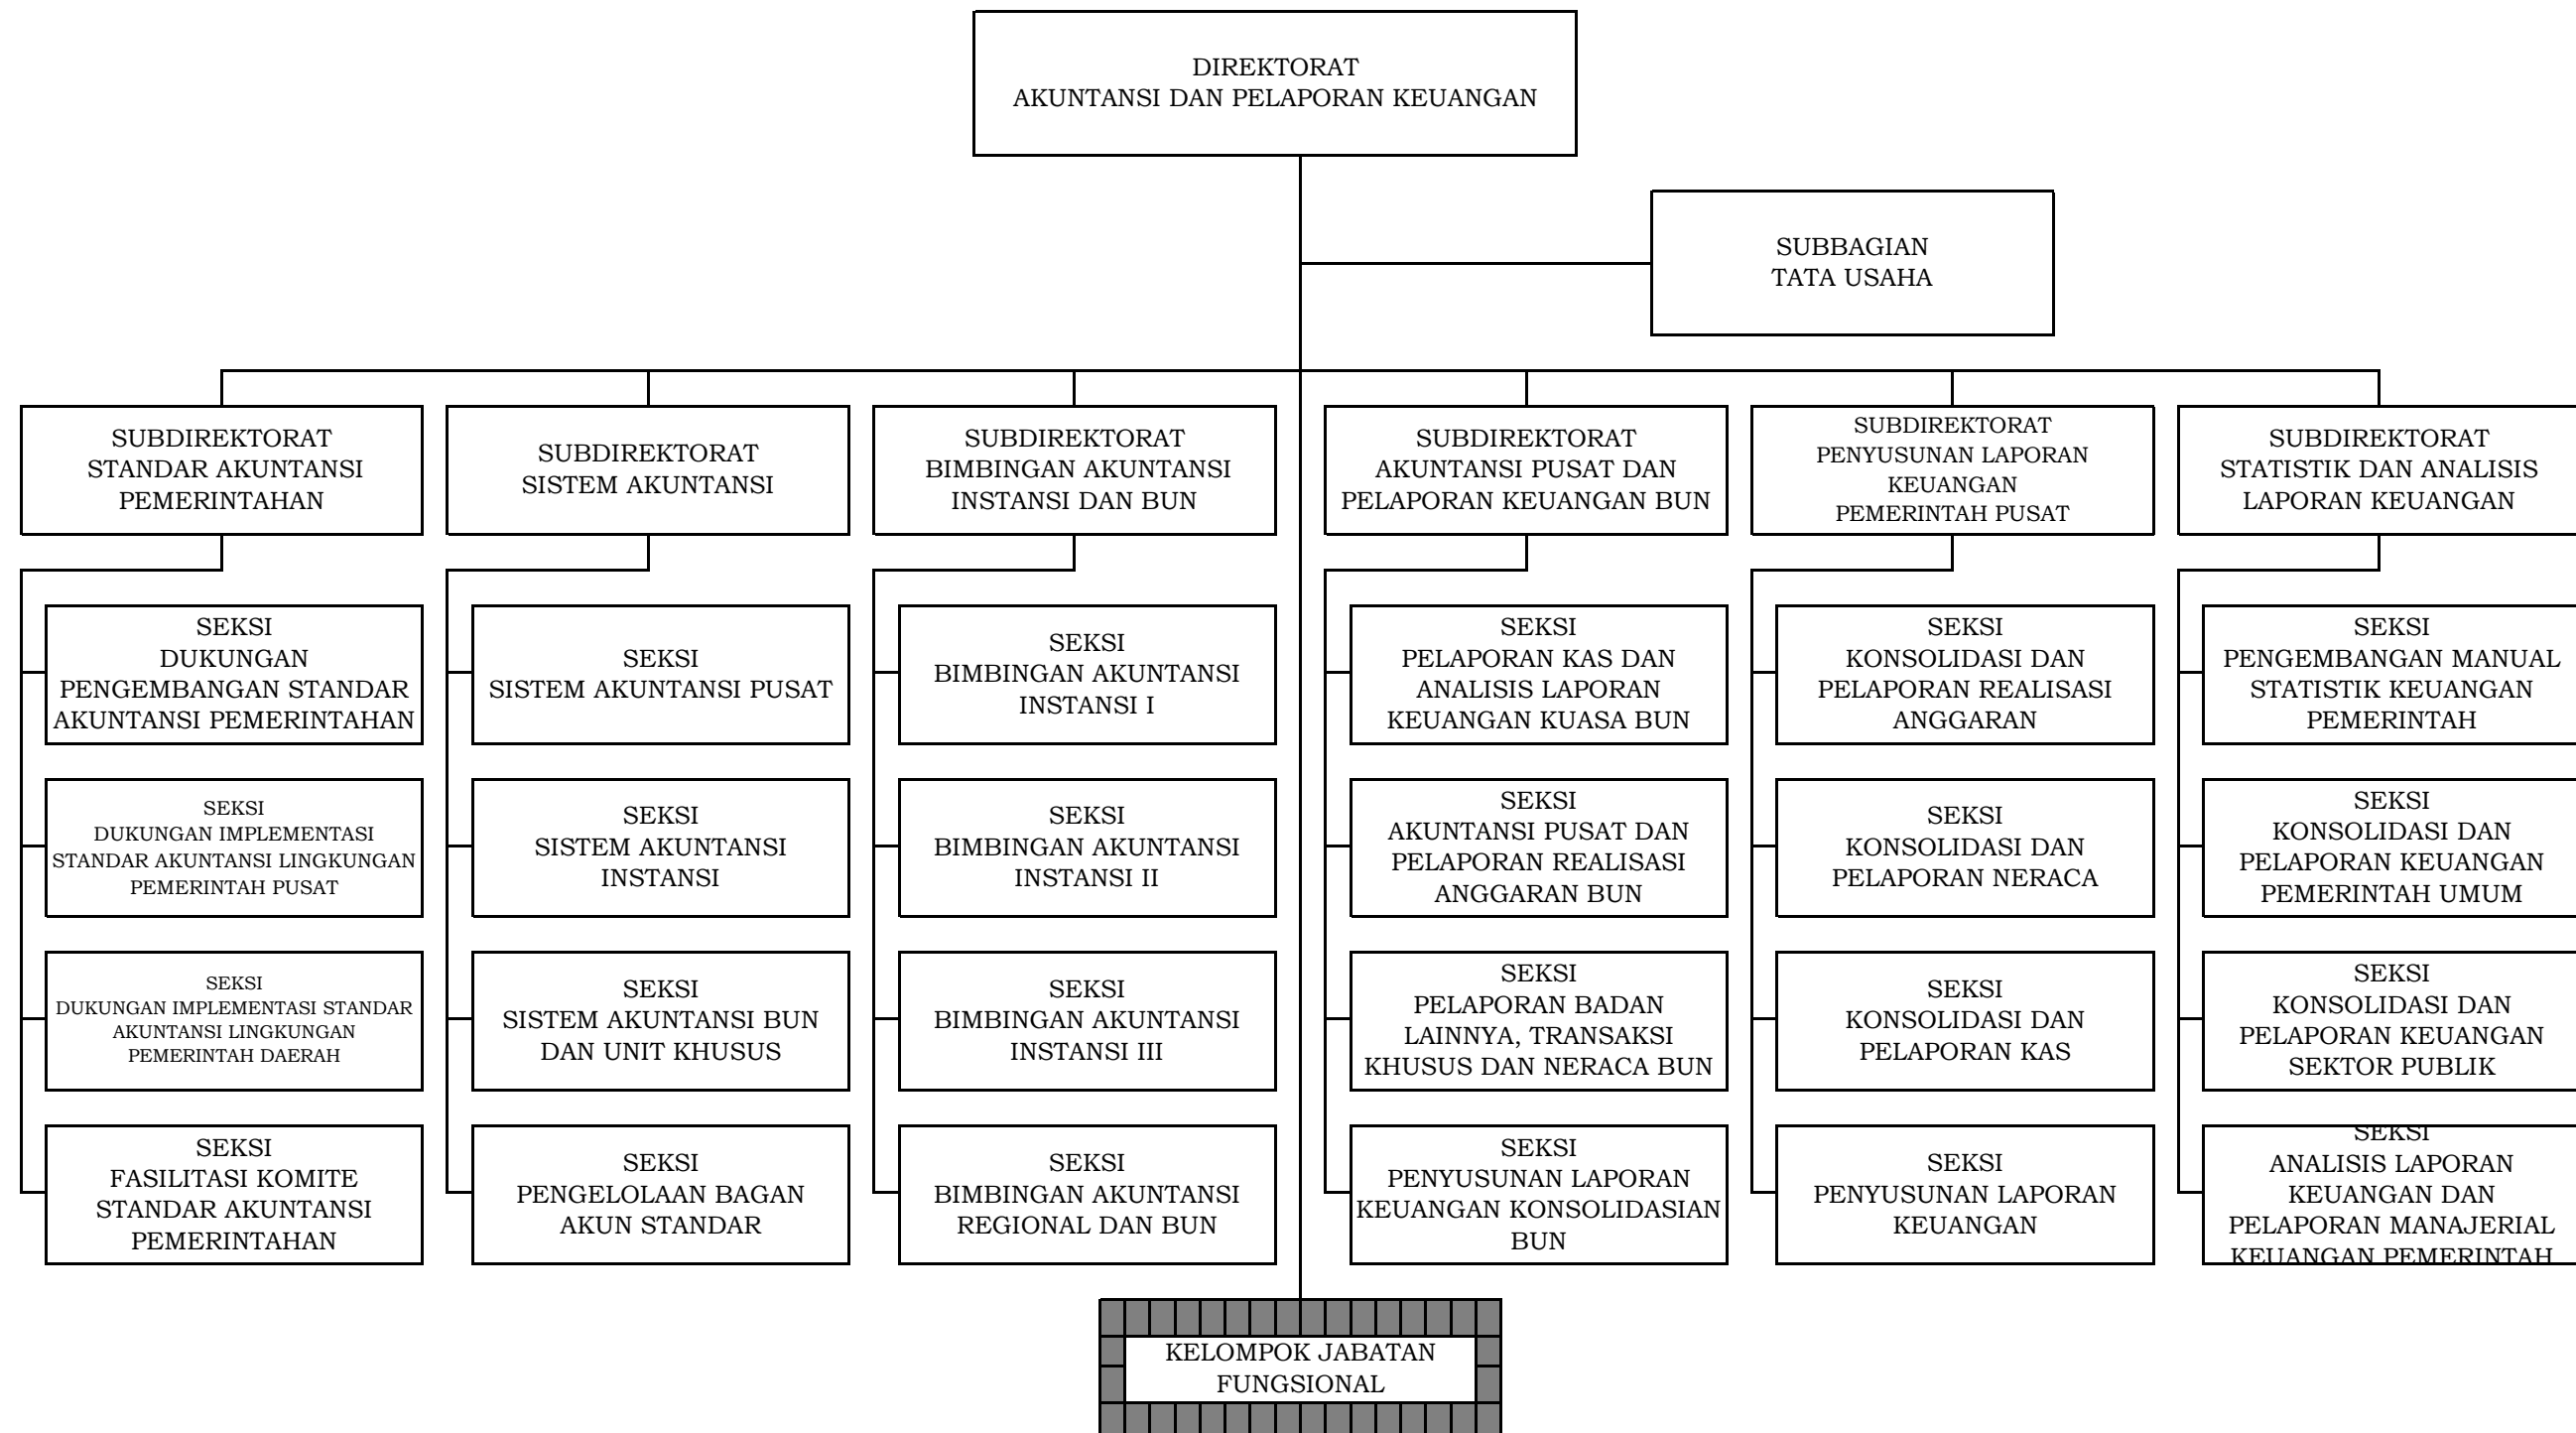 DIREKTORAT
AKUNTANSI DAN PELAPORAN KEUANGAN
SUBBAGIAN
TATA USAHA
SUBDIREKTORAT
STANDAR AKUNTANSI
PEMERINTAHAN
SUBDIREKTORAT
SISTEM AKUNTANSI
SUBDIREKTORAT
BIMBINGAN AKUNTANSI
INSTANSI DAN BUN
SUBDIREKTORAT
AKUNTANSI PUSAT DAN
PELAPORAN KEUANGAN BUN
SUBDIREKTORAT
PENYUSUNAN LAPORAN
KEUANGAN
PEMERINTAH PUSAT
SUBDIREKTORAT
STATISTIK DAN ANALISIS
LAPORAN KEUANGAN
SEKSI
DUKUNGAN
PENGEMBANGAN STANDAR
AKUNTANSI PEMERINTAHAN
SEKSI
SISTEM AKUNTANSI PUSAT
SEKSI
BIMBINGAN AKUNTANSI
INSTANSI I
SEKSI
PELAPORAN KAS DAN
ANALISIS LAPORAN
KEUANGAN KUASA BUN
SEKSI
KONSOLIDASI DAN
PELAPORAN REALISASI
ANGGARAN
SEKSI
PENGEMBANGAN MANUAL
STATISTIK KEUANGAN
PEMERINTAH
SEKSI
DUKUNGAN IMPLEMENTASI
STANDAR AKUNTANSI LINGKUNGAN
PEMERINTAH PUSAT
SEKSI
SISTEM AKUNTANSI
INSTANSI
SEKSI
BIMBINGAN AKUNTANSI
INSTANSI II
SEKSI
AKUNTANSI PUSAT DAN
PELAPORAN REALISASI
ANGGARAN BUN
SEKSI
KONSOLIDASI DAN
PELAPORAN NERACA
SEKSI
KONSOLIDASI DAN
PELAPORAN KEUANGAN
PEMERINTAH UMUM
SEKSI
DUKUNGAN IMPLEMENTASI STANDAR
AKUNTANSI LINGKUNGAN
PEMERINTAH DAERAH
SEKSI
SISTEM AKUNTANSI BUN
DAN UNIT KHUSUS
SEKSI
BIMBINGAN AKUNTANSI
INSTANSI III
SEKSI
PELAPORAN BADAN
LAINNYA, TRANSAKSI
KHUSUS DAN NERACA BUN
SEKSI
KONSOLIDASI DAN
PELAPORAN KAS
SEKSI
KONSOLIDASI DAN
PELAPORAN KEUANGAN
SEKTOR PUBLIK
SEKSI
FASILITASI KOMITE
STANDAR AKUNTANSI
PEMERINTAHAN
SEKSI
PENGELOLAAN BAGAN
AKUN STANDAR
SEKSI
BIMBINGAN AKUNTANSI
REGIONAL DAN BUN
SEKSI
PENYUSUNAN LAPORAN
KEUANGAN KONSOLIDASIAN
BUN
SEKSI
PENYUSUNAN LAPORAN
KEUANGAN
SEKSI
ANALISIS LAPORAN
KEUANGAN DAN
PELAPORAN MANAJERIAL
KEUANGAN PEMERINTAH
KELOMPOK JABATAN
FUNGSIONAL